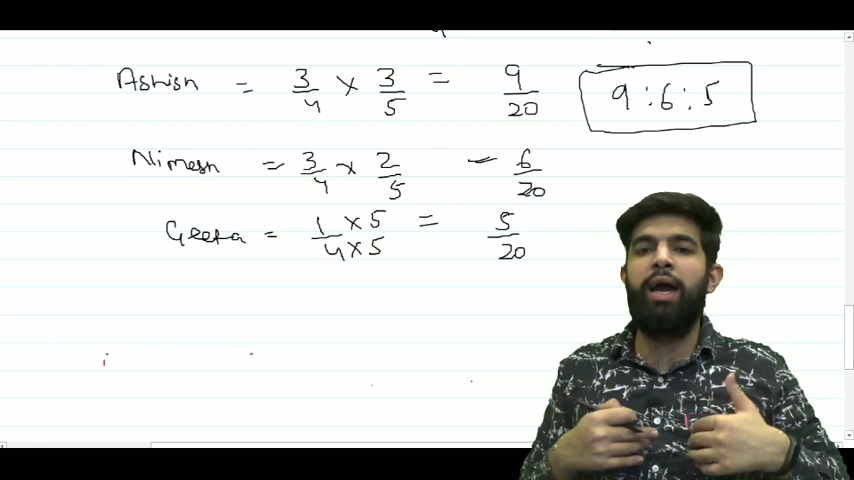 Ashish = 3/4 × 3/5 = 9/20
9 : 6 : 5
Nimesh = 3/4 × 2/5 = 6/20
Geeta = 1×5/4×5 = 5/20